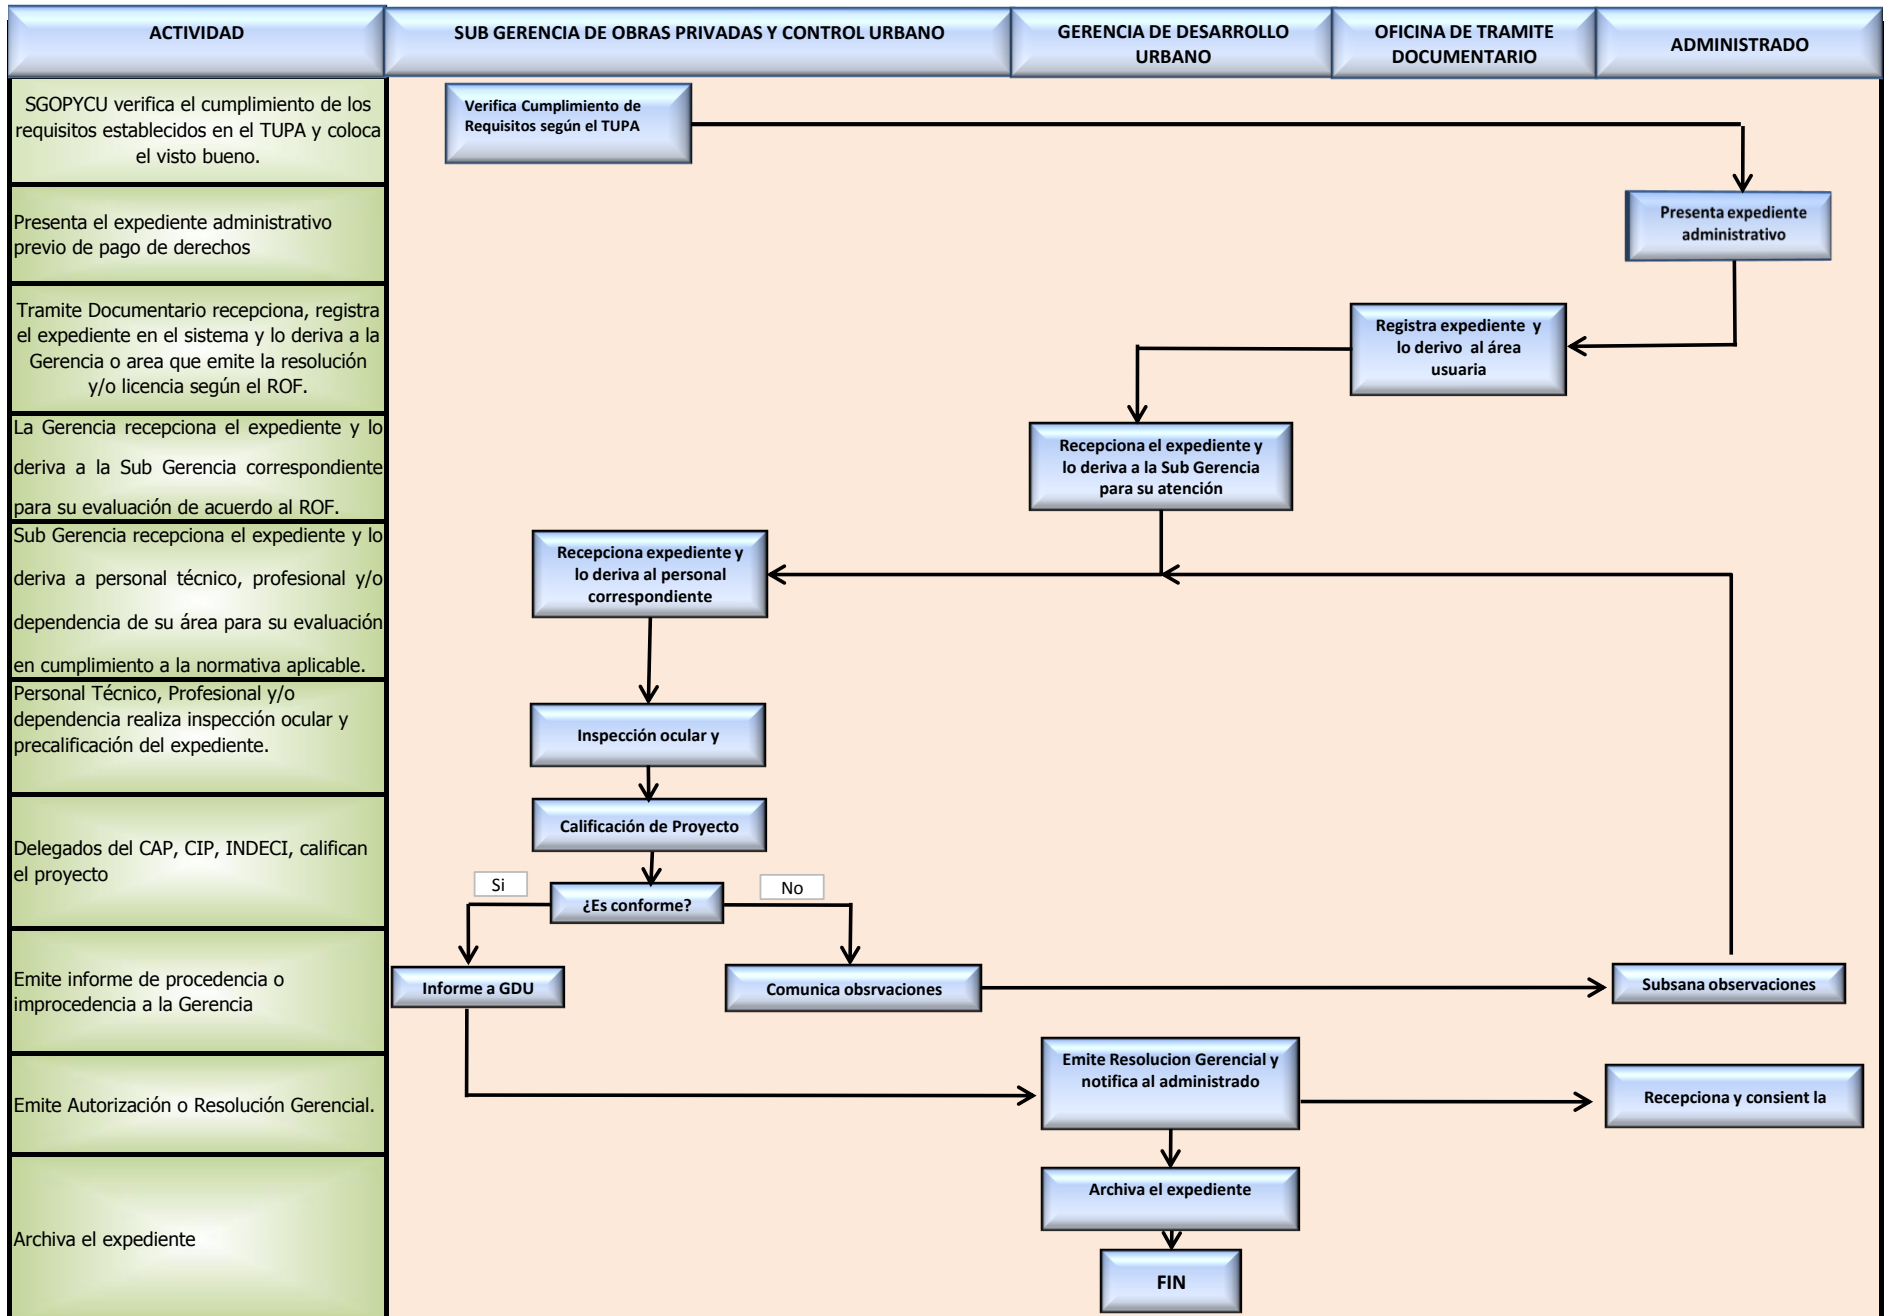 ACTIVIDAD
SUB GERENCIA DE OBRAS PRIVADAS Y CONTROL URBANO
GERENCIA DE DESARROLLO
URBANO
OFICINA DE TRAMITE
DOCUMENTARIO
ADMINISTRADO
SGOPYCU verifica el cumplimiento de los
requisitos establecidos en el TUPA y coloca
el visto bueno.
Verifica Cumplimiento de
Requisitos según el TUPA
Presenta el expediente administrativo
previo de pago de derechos
Presenta expediente
administrativo
Tramite Documentario recepciona, registra
el expediente en el sistema y lo deriva a la
Gerencia o area que emite la resolución
y/o licencia según el ROF.
Registra expediente y
lo derivo al área
usuaria
La Gerencia recepciona el expediente y lo
deriva a la Sub Gerencia correspondiente
para su evaluación de acuerdo al ROF.
Recepciona el expediente y
lo deriva a la Sub Gerencia
para su atención
Sub Gerencia recepciona el expediente y lo
deriva a personal técnico, profesional y/o
dependencia de su área para su evaluación
en cumplimiento a la normativa aplicable.
Recepciona expediente y
lo deriva al personal
correspondiente
Personal Técnico, Profesional y/o
dependencia realiza inspección ocular y
precalificación del expediente.
Inspección ocular y
Delegados del CAP, CIP, INDECI, califican
el proyecto
Calificación de Proyecto
Si
No
¿Es conforme?
Emite informe de procedencia o
improcedencia a la Gerencia
Informe a GDU
Comunica obsrvaciones
Subsana observaciones
Emite Autorización o Resolución Gerencial.
Emite Resolucion Gerencial y
notifica al administrado
Recepciona y consient la
Archiva el expediente
Archiva el expediente
FIN